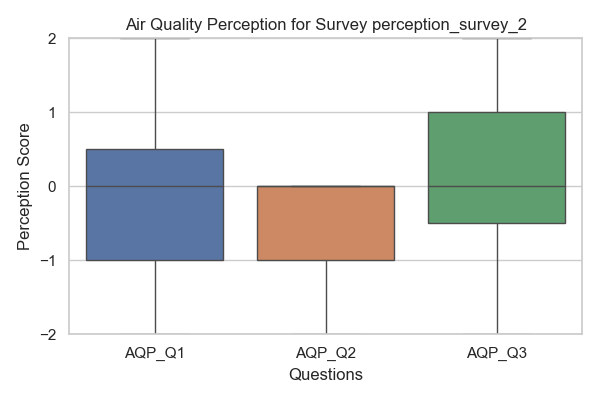 Air Quality Perception for Survey perception_survey_2
Perception Score
2
1
0
−1
−2
AQP_Q1 AQP_Q2 AQP_Q3
Questions